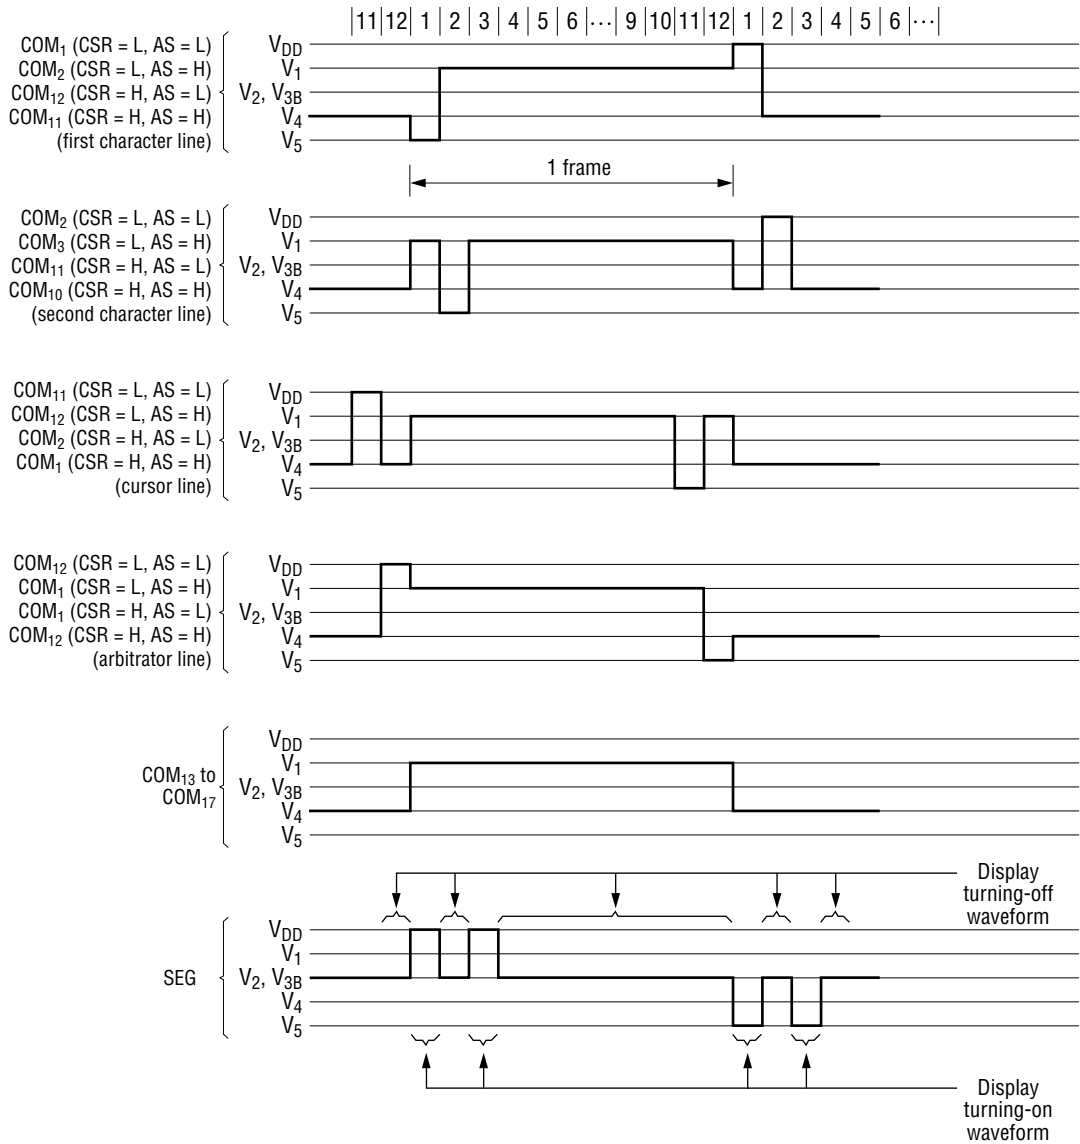 11 12 1 2 3 4 5 6 ··· 9 10 11 12 1 2 3 4 5 6 ···
COM₁ (CSR = L, AS = L)
COM₂ (CSR = L, AS = H)
COM₁₂ (CSR = H, AS = L)
COM₁₁ (CSR = H, AS = H)
(first character line)
V_DD
V₁
V₂, V₃B
V₄
V₅
1 frame
COM₂ (CSR = L, AS = L)
COM₃ (CSR = L, AS = H)
COM₁₁ (CSR = H, AS = L)
COM₁₀ (CSR = H, AS = H)
(second character line)
V_DD
V₁
V₂, V₃B
V₄
V₅
COM₁₁ (CSR = L, AS = L)
COM₁₂ (CSR = L, AS = H)
COM₂ (CSR = H, AS = L)
COM₁ (CSR = H, AS = H)
(cursor line)
V_DD
V₁
V₂, V₃B
V₄
V₅
COM₁₂ (CSR = L, AS = L)
COM₁ (CSR = L, AS = H)
COM₁ (CSR = H, AS = L)
COM₁₂ (CSR = H, AS = H)
(arbitrator line)
V_DD
V₁
V₂, V₃B
V₄
V₅
COM₁₃ to
COM₁₇
V_DD
V₁
V₂, V₃B
V₄
V₅
Display
turning-off
waveform
SEG
V_DD
V₁
V₂, V₃B
V₄
V₅
Display
turning-on
waveform